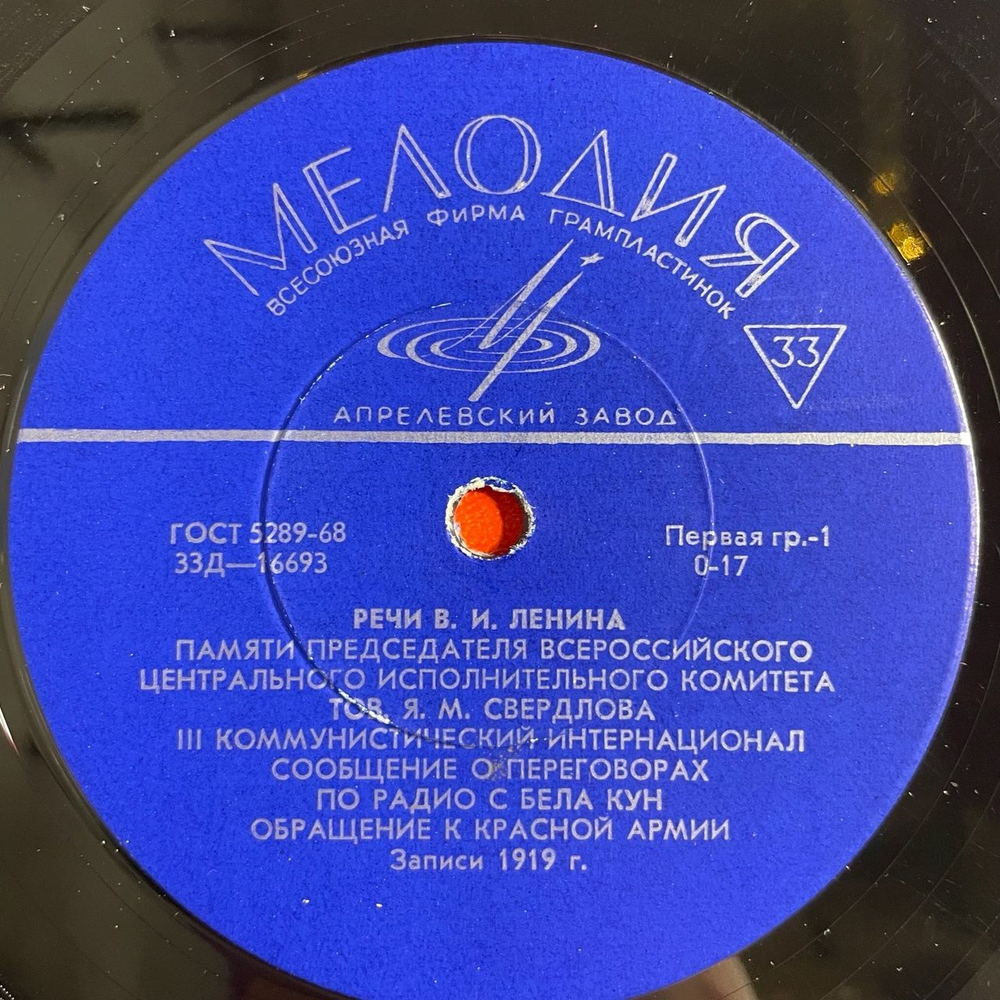 МЕЛОДИЯ
ВСЕСОЮЗНАЯ ФИРМА ГРАМПЛАСТИНОК
33
АПРЕЛЕВСКИЙ ЗАВОД
ГОСТ 5289-68
33Д—16693
Первая гр.-1
0-17
РЕЧИ В. И. ЛЕНИНА
ПАМЯТИ ПРЕДСЕДАТЕЛЯ ВСЕРОССИЙСКОГО
ЦЕНТРАЛЬНОГО ИСПОЛНИТЕЛЬНОГО КОМИТЕТА
ТОВ. Я. М. СВЕРДЛОВА
III КОММУНИСТИЧЕСКИЙ ИНТЕРНАЦИОНАЛ
СООБЩЕНИЕ О ПЕРЕГОВОРАХ
ПО РАДИО С БЕЛА КУН
ОБРАЩЕНИЕ К КРАСНОЙ АРМИИ
Записи 1919 г.